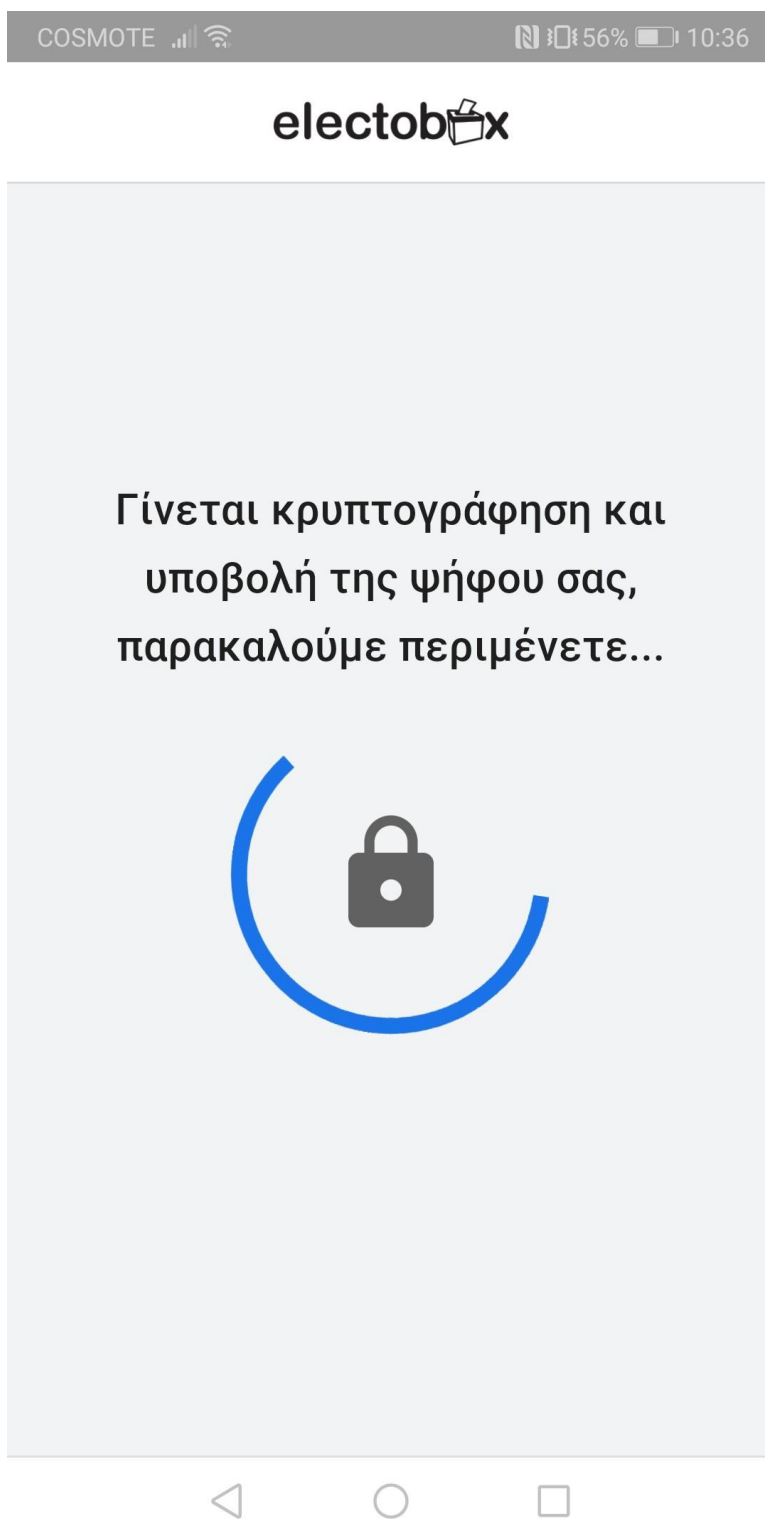 COSMOTE 56% 10:36
electobox
Γίνεται κρυπτογράφηση και
υποβολή της ψήφου σας,
παρακαλούμε περιμένετε...